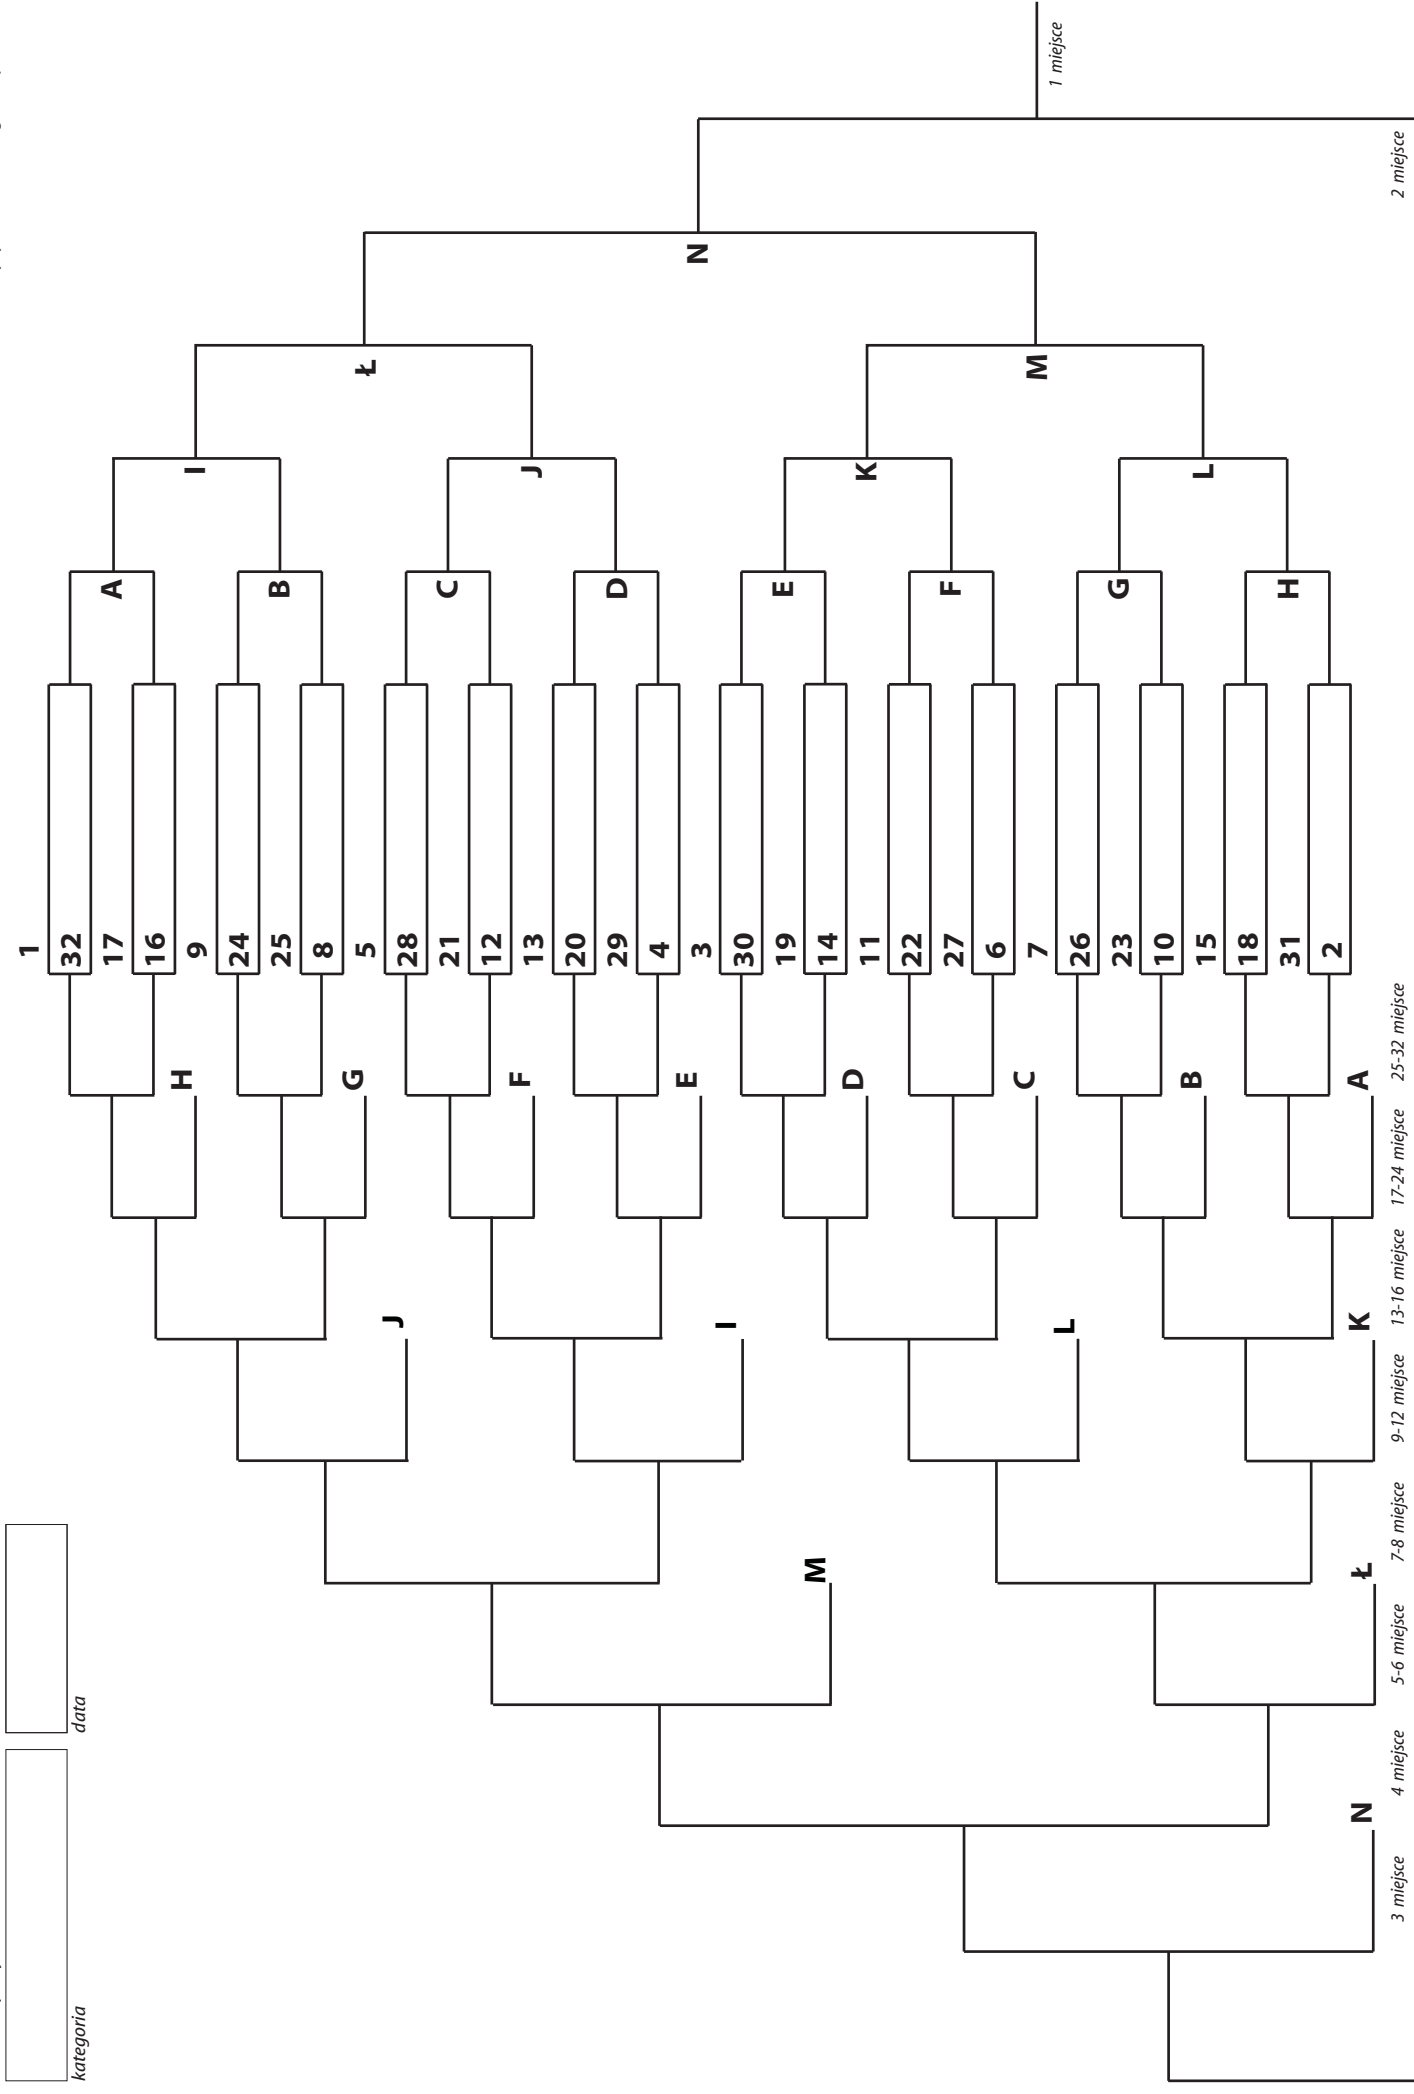 kategoria data
1
32
17 A
16
H
9 I
24
25 B
8
G
5 Ł
J
28
21 C
12
F
13 J
20
29 D
4
E
3 N
I
30
19 E
M
14
D
11 K
22
27 F
6
C
7 M
1 miejsce
L
26
23 G
10
B
15 L
18
31 H
2
N Ł K A
3 miejsce 4 miejsce 5-6 miejsce 7-8 miejsce 9-12 miejsce 13-16 miejsce 17-24 miejsce 25-32 miejsce 2 miejsce